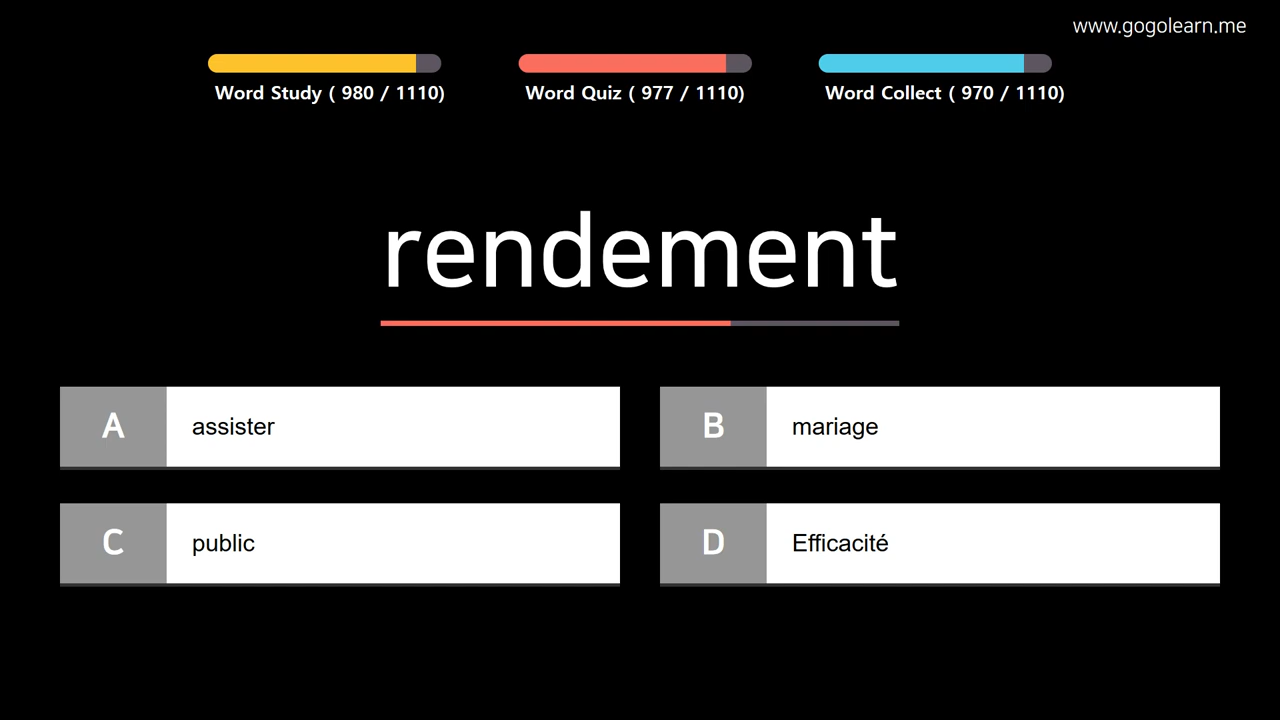 www.gogolearn.me
Word Study ( 980 / 1110)
Word Quiz ( 977 / 1110)
Word Collect ( 970 / 1110)
rendement
A assister
B mariage
C public
D Efficacité